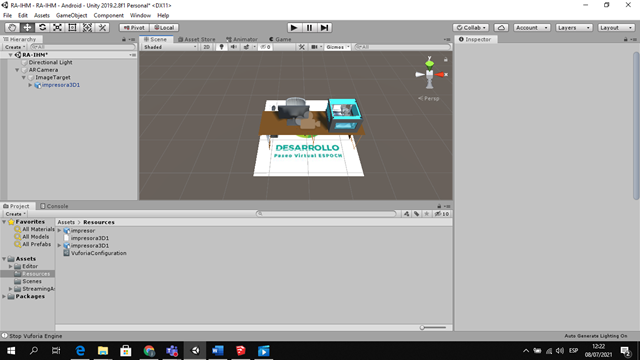 RA-IHM - RA-IHM - Android - Unity 2019.2.8f1 Personal* <DX11>
File Edit Assets GameObject Component Window Help
Pivot Local Collab Account Layers Layout
Hierarchy Scene Asset Store Animator Game Inspector
Create All Shaded 2D 0 Gizmos All
RA-IHM*
Directional Light
ARCamera
ImageTarget
impresora3D1
Persp
DESARROLLO
Paseo Virtual ESPOCH
Project Console
Create 10
Favorites
All Materials
All Models
All Prefabs
Assets
Editor
Resources
Scenes
StreamingAs
Packages
Assets > Resources
impresor
impresora3D1
impresora3D1
VuforiaConfiguration
Stop Vuforia Engine Auto Generate Lighting On
ESP 12:22
08/07/2021